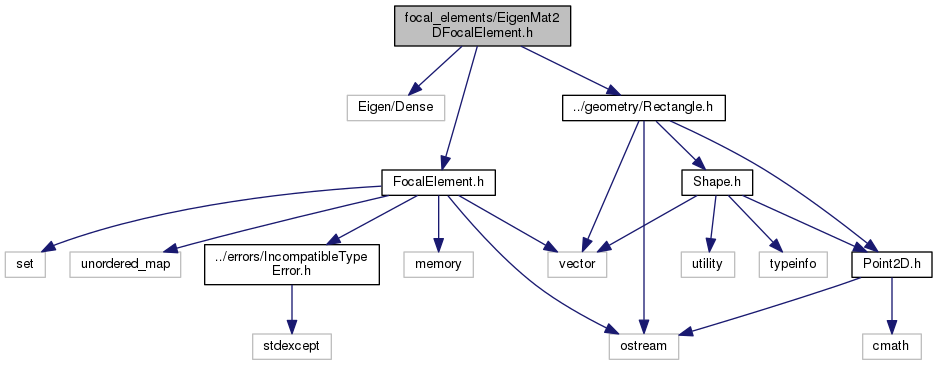 focal_elements/EigenMat2
DFocalElement.h
Eigen/Dense
../geometry/Rectangle.h
FocalElement.h
Shape.h
set
unordered_map
../errors/IncompatibleType
Error.h
memory
vector
utility
typeinfo
Point2D.h
stdexcept
ostream
cmath